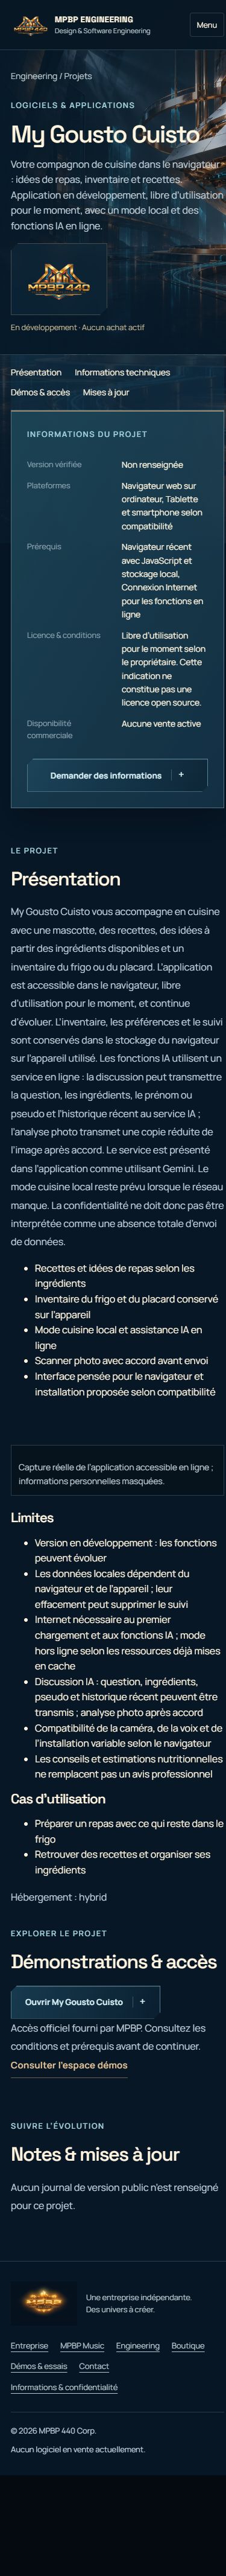 MPBP ENGINEERING
Design & Software Engineering
Menu
Engineering / Projets
LOGICIELS & APPLICATIONS
My Gousto Cuisto
Votre compagnon de cuisine dans le navigateur
: idées de repas, inventaire et recettes.
Application en développement, libre d'utilisation
pour le moment, avec un mode local et des
fonctions IA en ligne.
MPBP 440
En développement · Aucun achat actif
Présentation Informations techniques
Démos & accès Mises à jour
INFORMATIONS DU PROJET
Version vérifiée Non renseignée
Plateformes Navigateur web sur
ordinateur, Tablette
et smartphone selon
compatibilité
Prérequis Navigateur récent
avec JavaScript et
stockage local,
Connexion Internet
pour les fonctions en
ligne
Licence & conditions Libre d'utilisation
pour le moment selon
le propriétaire. Cette
indication ne
constitue pas une
licence open source.
Disponibilité
commerciale Aucune vente active
Demander des informations +
LE PROJET
Présentation
My Gousto Cuisto vous accompagne en cuisine
avec une mascotte, des recettes, des idées à
partir des ingrédients disponibles et un
inventaire du frigo ou du placard. L'application
est accessible dans le navigateur, libre
d'utilisation pour le moment, et continue
d'évoluer. L'inventaire, les préférences et le suivi
sont conservés dans le stockage du navigateur
sur l'appareil utilisé. Les fonctions IA utilisent un
service en ligne : la discussion peut transmettre
la question, les ingrédients, le prénom ou
pseudo et l'historique récent au service IA ;
l'analyse photo transmet une copie réduite de
l'image après accord. Le service est présenté
dans l'application comme utilisant Gemini. Le
mode cuisine local reste prévu lorsque le réseau
manque. La confidentialité ne doit donc pas être
interprétée comme une absence totale d'envoi
de données.
• Recettes et idées de repas selon les
ingrédients
• Inventaire du frigo et du placard conservé
sur l'appareil
• Mode cuisine local et assistance IA en
ligne
• Scanner photo avec accord avant envoi
• Interface pensée pour le navigateur et
installation proposée selon compatibilité
Capture réelle de l'application accessible en ligne ;
informations personnelles masquées.
Limites
• Version en développement : les fonctions
peuvent évoluer
• Les données locales dépendent du
navigateur et de l'appareil ; leur
effacement peut supprimer le suivi
• Internet nécessaire au premier
chargement et aux fonctions IA ; mode
hors ligne selon les ressources déjà mises
en cache
• Discussion IA : question, ingrédients,
pseudo et historique récent peuvent être
transmis ; analyse photo après accord
• Compatibilité de la caméra, de la voix et de
l'installation variable selon le navigateur
• Les conseils et estimations nutritionnelles
ne remplacent pas un avis professionnel
Cas d'utilisation
• Préparer un repas avec ce qui reste dans le
frigo
• Retrouver des recettes et organiser ses
ingrédients
Hébergement : hybrid
EXPLORER LE PROJET
Démonstrations & accès
Ouvrir My Gousto Cuisto +
Accès officiel fourni par MPBP. Consultez les
conditions et prérequis avant de continuer.
Consulter l'espace démos
SUIVRE L'ÉVOLUTION
Notes & mises à jour
Aucun journal de version public n'est renseigné
pour ce projet.
Une entreprise indépendante.
Des univers à créer.
Entreprise MPBP Music Engineering Boutique
Démos & essais Contact
Informations & confidentialité
© 2026 MPBP 440 Corp.
Aucun logiciel en vente actuellement.